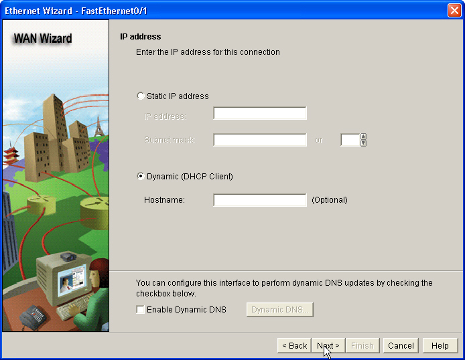 Ethernet Wizard - FastEthernet0/1
WAN Wizard
IP address
Enter the IP address for this connection
Static IP address
IP address:
Subnet mask:
or
Dynamic (DHCP Client)
Hostname:
(Optional)
You can configure this interface to perform dynamic DNS updates by checking the
checkbox below.
Enable Dynamic DNS
Dynamic DNS...
< Back
Next >
Finish
Cancel
Help